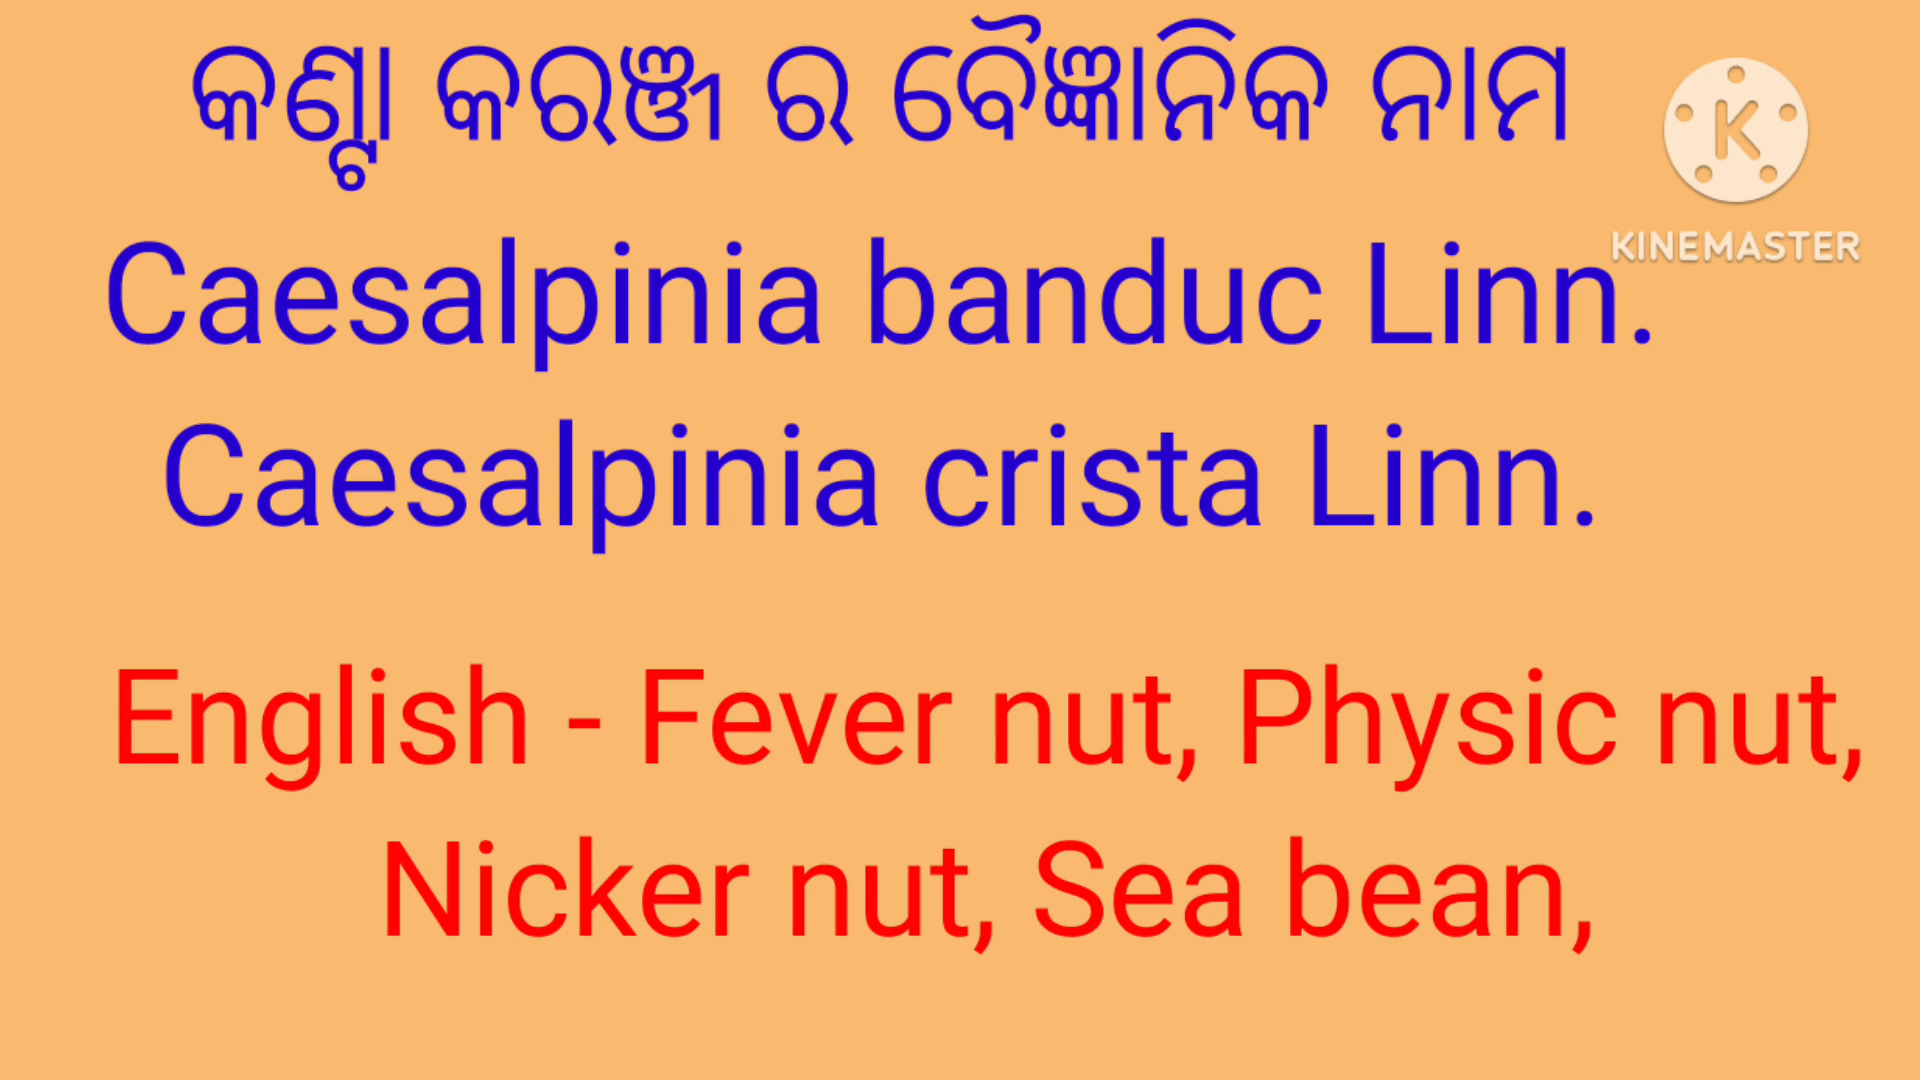 କଣ୍ଟା କରଞ୍ଜ ର ବୈଜ୍ଞାନିକ ନାମ
K
KINEMASTER
Caesalpinia banduc Linn.
Caesalpinia crista Linn.
English - Fever nut, Physic nut,
Nicker nut, Sea bean,